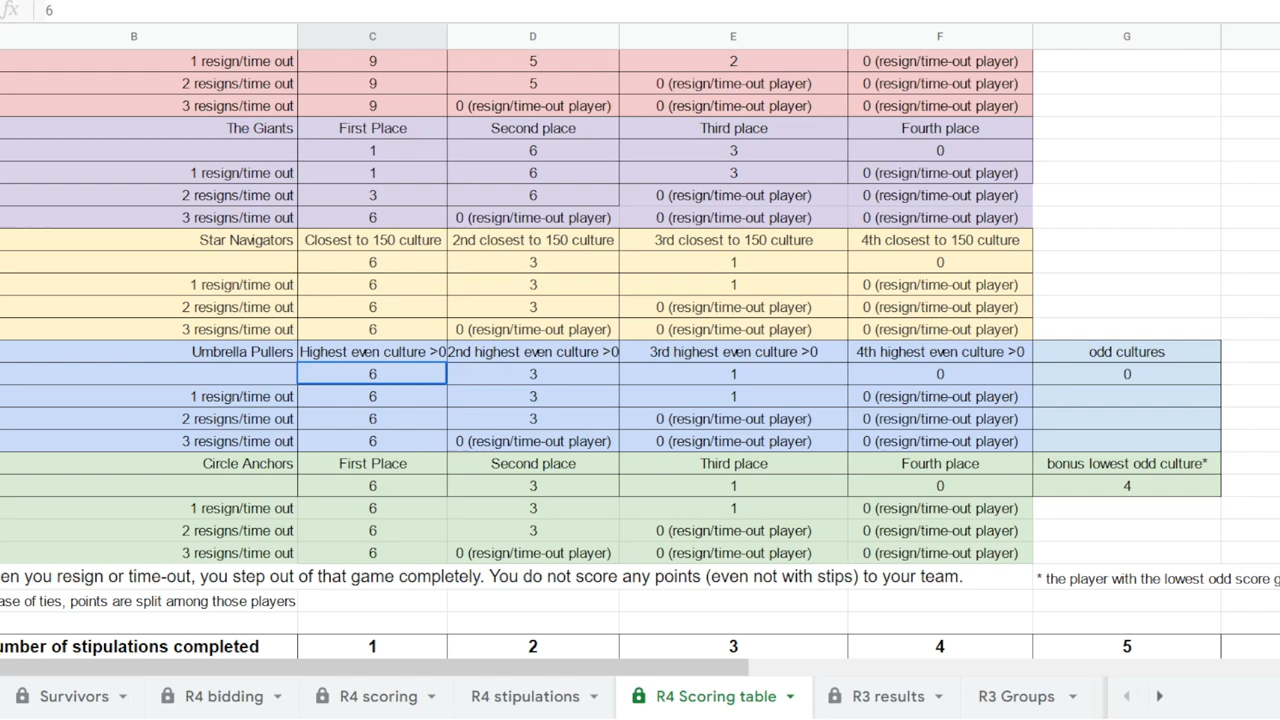 fx 6
B C D E F G
1 resign/time out 9 5 2 0 (resign/time-out player)
2 resigns/time out 9 5 0 (resign/time-out player) 0 (resign/time-out player)
3 resigns/time out 9 0 (resign/time-out player) 0 (resign/time-out player) 0 (resign/time-out player)
The Giants First Place Second place Third place Fourth place
1 6 3 0
1 resign/time out 1 6 3 0 (resign/time-out player)
2 resigns/time out 3 6 0 (resign/time-out player) 0 (resign/time-out player)
3 resigns/time out 6 0 (resign/time-out player) 0 (resign/time-out player) 0 (resign/time-out player)
Star Navigators Closest to 150 culture 2nd closest to 150 culture 3rd closest to 150 culture 4th closest to 150 culture
6 3 1 0
1 resign/time out 6 3 1 0 (resign/time-out player)
2 resigns/time out 6 3 0 (resign/time-out player) 0 (resign/time-out player)
3 resigns/time out 6 0 (resign/time-out player) 0 (resign/time-out player) 0 (resign/time-out player)
Umbrella Pullers Highest even culture >0 2nd highest even culture >0 3rd highest even culture >0 4th highest even culture >0 odd cultures
6 3 1 0 0
1 resign/time out 6 3 1 0 (resign/time-out player)
2 resigns/time out 6 3 0 (resign/time-out player) 0 (resign/time-out player)
3 resigns/time out 6 0 (resign/time-out player) 0 (resign/time-out player) 0 (resign/time-out player)
Circle Anchors First Place Second place Third place Fourth place bonus lowest odd culture*
6 3 1 0 4
1 resign/time out 6 3 1 0 (resign/time-out player)
2 resigns/time out 6 3 0 (resign/time-out player) 0 (resign/time-out player)
3 resigns/time out 6 0 (resign/time-out player) 0 (resign/time-out player) 0 (resign/time-out player)
en you resign or time-out, you step out of that game completely. You do not score any points (even not with stips) to your team. * the player with the lowest odd score g
ase of ties, points are split among those players
umber of stipulations completed 1 2 3 4 5
Survivors R4 bidding R4 scoring R4 stipulations R4 Scoring table R3 results R3 Groups